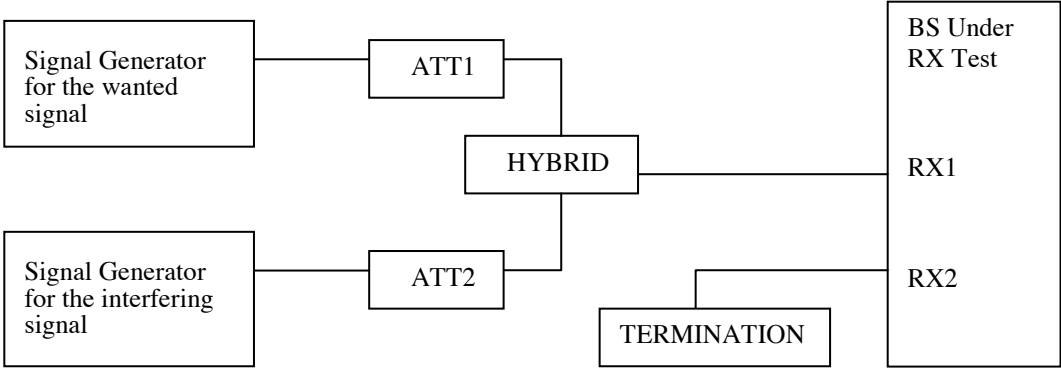 Signal Generator
for the wanted
signal
ATT1
HYBRID
Signal Generator
for the interfering
signal
ATT2
TERMINATION
BS Under
RX Test
RX1
RX2